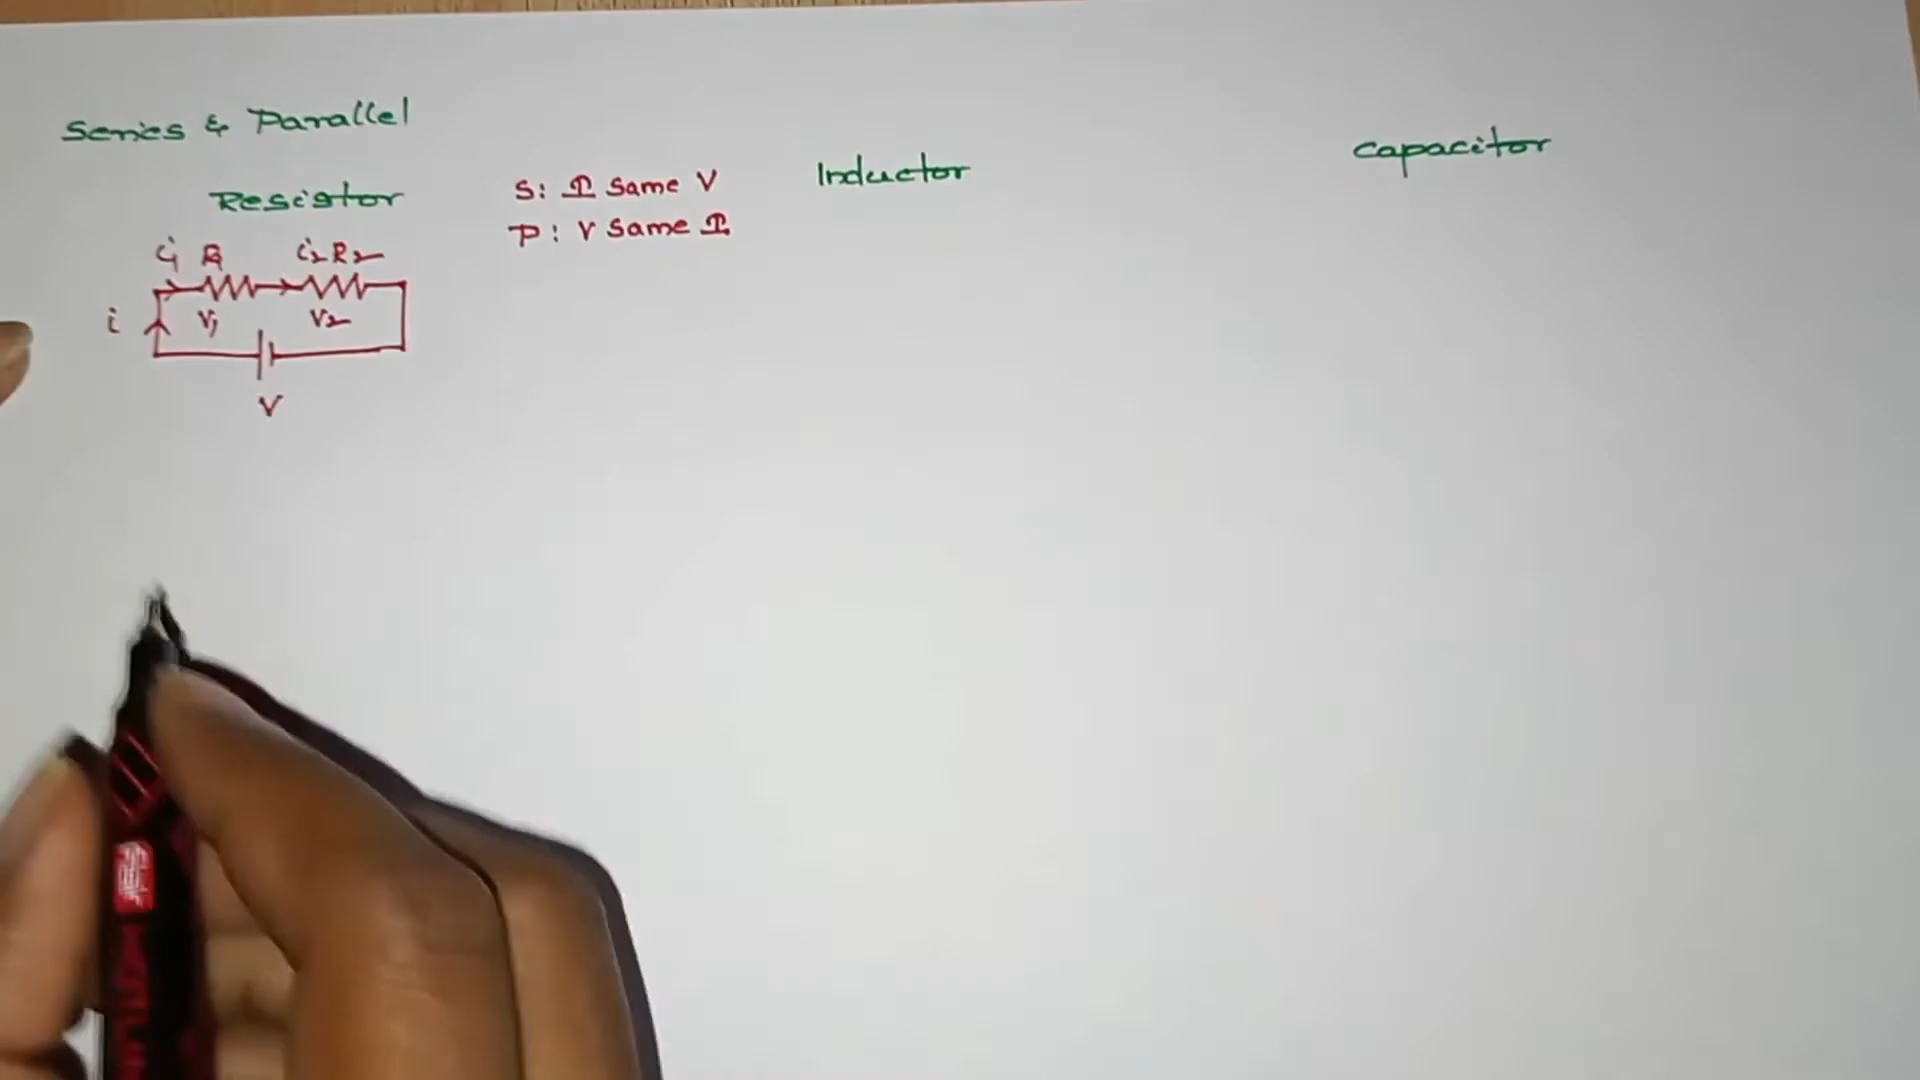 Series & Parallel
Resistor
S: I Same V
P: V Same I
Inductor
Capacitor
i1 R1 i2 R2
i
V1 V2
V